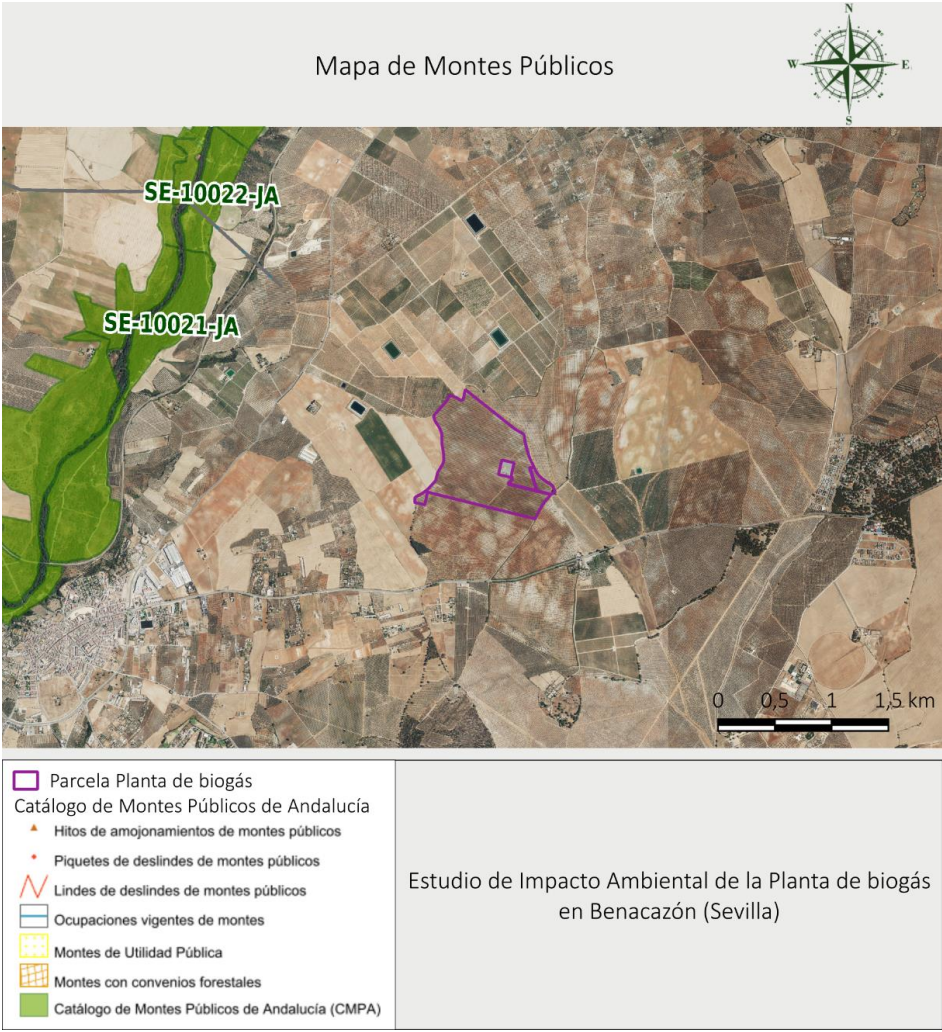 Mapa de Montes Públicos
N
W
E
S
SE-10022-JA
SE-10021-JA
0 0,5 1 1,5 km
Parcela Planta de biogás
Catálogo de Montes Públicos de Andalucía
Hitos de amojonamientos de montes públicos
Piquetes de deslindes de montes públicos
Lindes de deslindes de montes públicos
Ocupaciones vigentes de montes
Montes de Utilidad Pública
Montes con convenios forestales
Catálogo de Montes Públicos de Andalucía (CMPA)
Estudio de Impacto Ambiental de la Planta de biogás
en Benacazón (Sevilla)